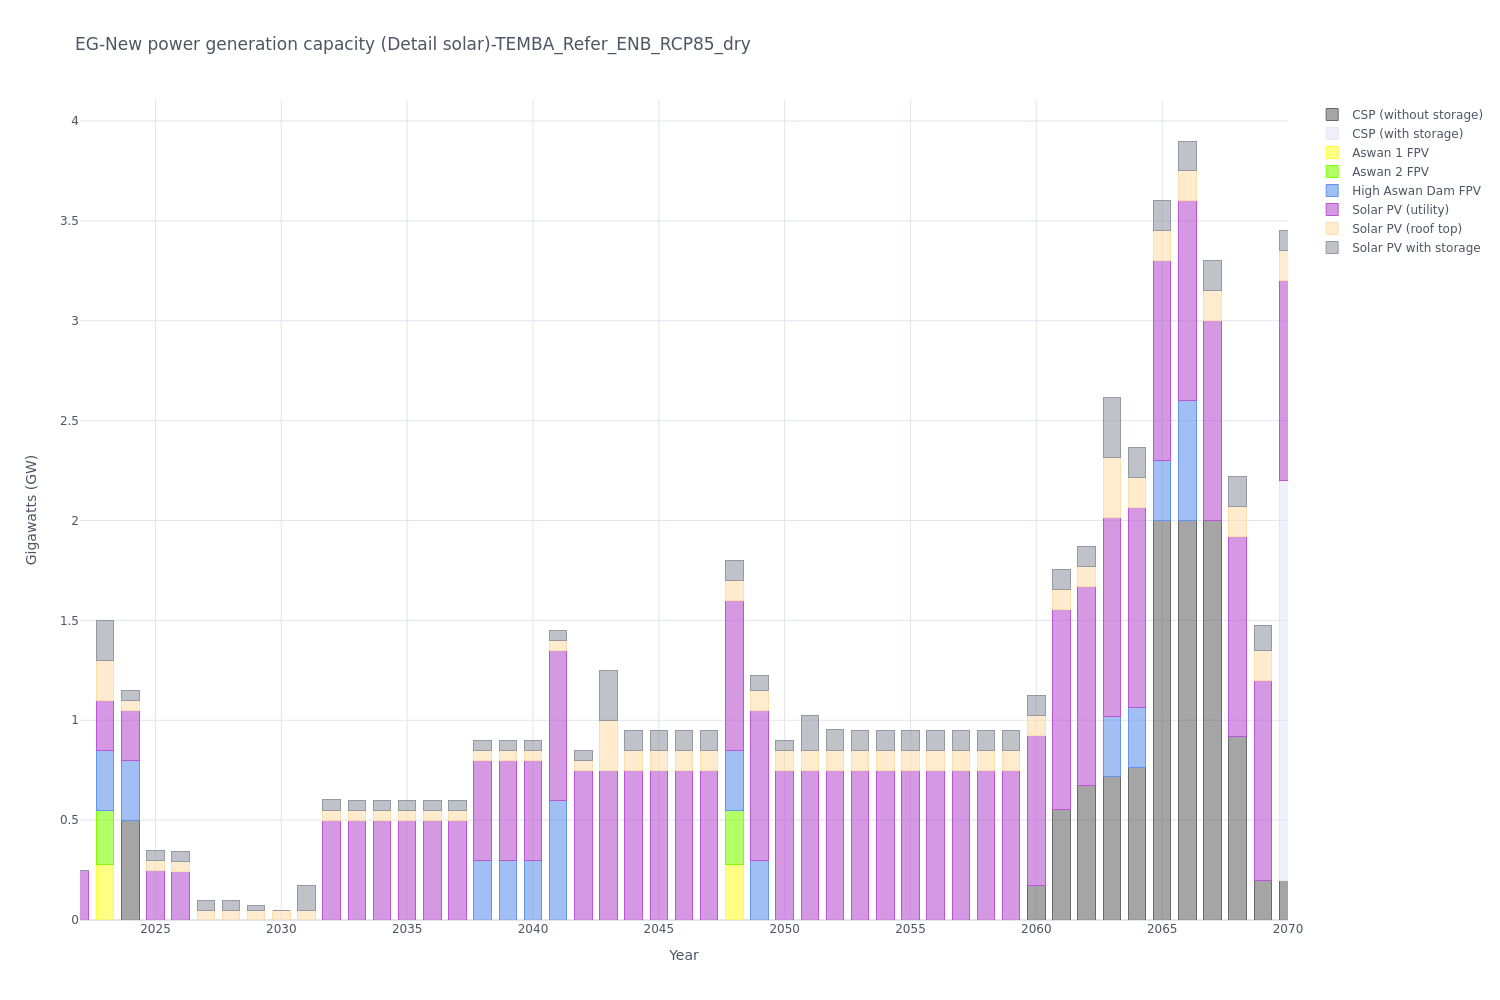 EG-New power generation capacity (Detail solar)-TEMBA_Refer_ENB_RCP85_dry
CSP (without storage)
CSP (with storage)
Aswan 1 FPV
Aswan 2 FPV
High Aswan Dam FPV
Solar PV (utility)
Solar PV (roof top)
Solar PV with storage
Gigawatts (GW)
4
3.5
3
2.5
2
1.5
1
0.5
0
2025 2030 2035 2040 2045 2050 2055 2060 2065 2070
Year